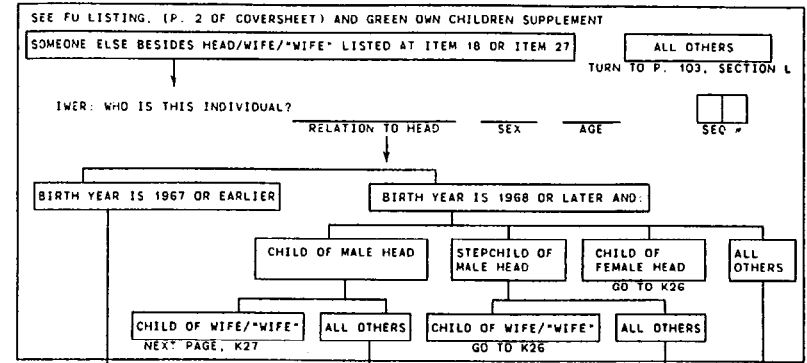 SEE FU LISTING, (P. 2 OF COVERSHEET) AND GREEN OWN CHILDREN SUPPLEMENT
SOMEONE ELSE BESIDES HEAD/WIFE/"WIFE" LISTED AT ITEM 18 OR ITEM 27
ALL OTHERS
TURN TO P. 103, SECTION L
IWER: WHO IS THIS INDIVIDUAL?
RELATION TO HEAD SEX AGE SEQ #
BIRTH YEAR IS 1967 OR EARLIER
BIRTH YEAR IS 1968 OR LATER AND:
CHILD OF MALE HEAD
STEPCHILD OF
MALE HEAD
CHILD OF
FEMALE HEAD
GO TO K26
ALL
OTHERS
CHILD OF WIFE/"WIFE"
NEXT PAGE, K27
ALL OTHERS
CHILD OF WIFE/"WIFE"
GO TO K26
ALL OTHERS